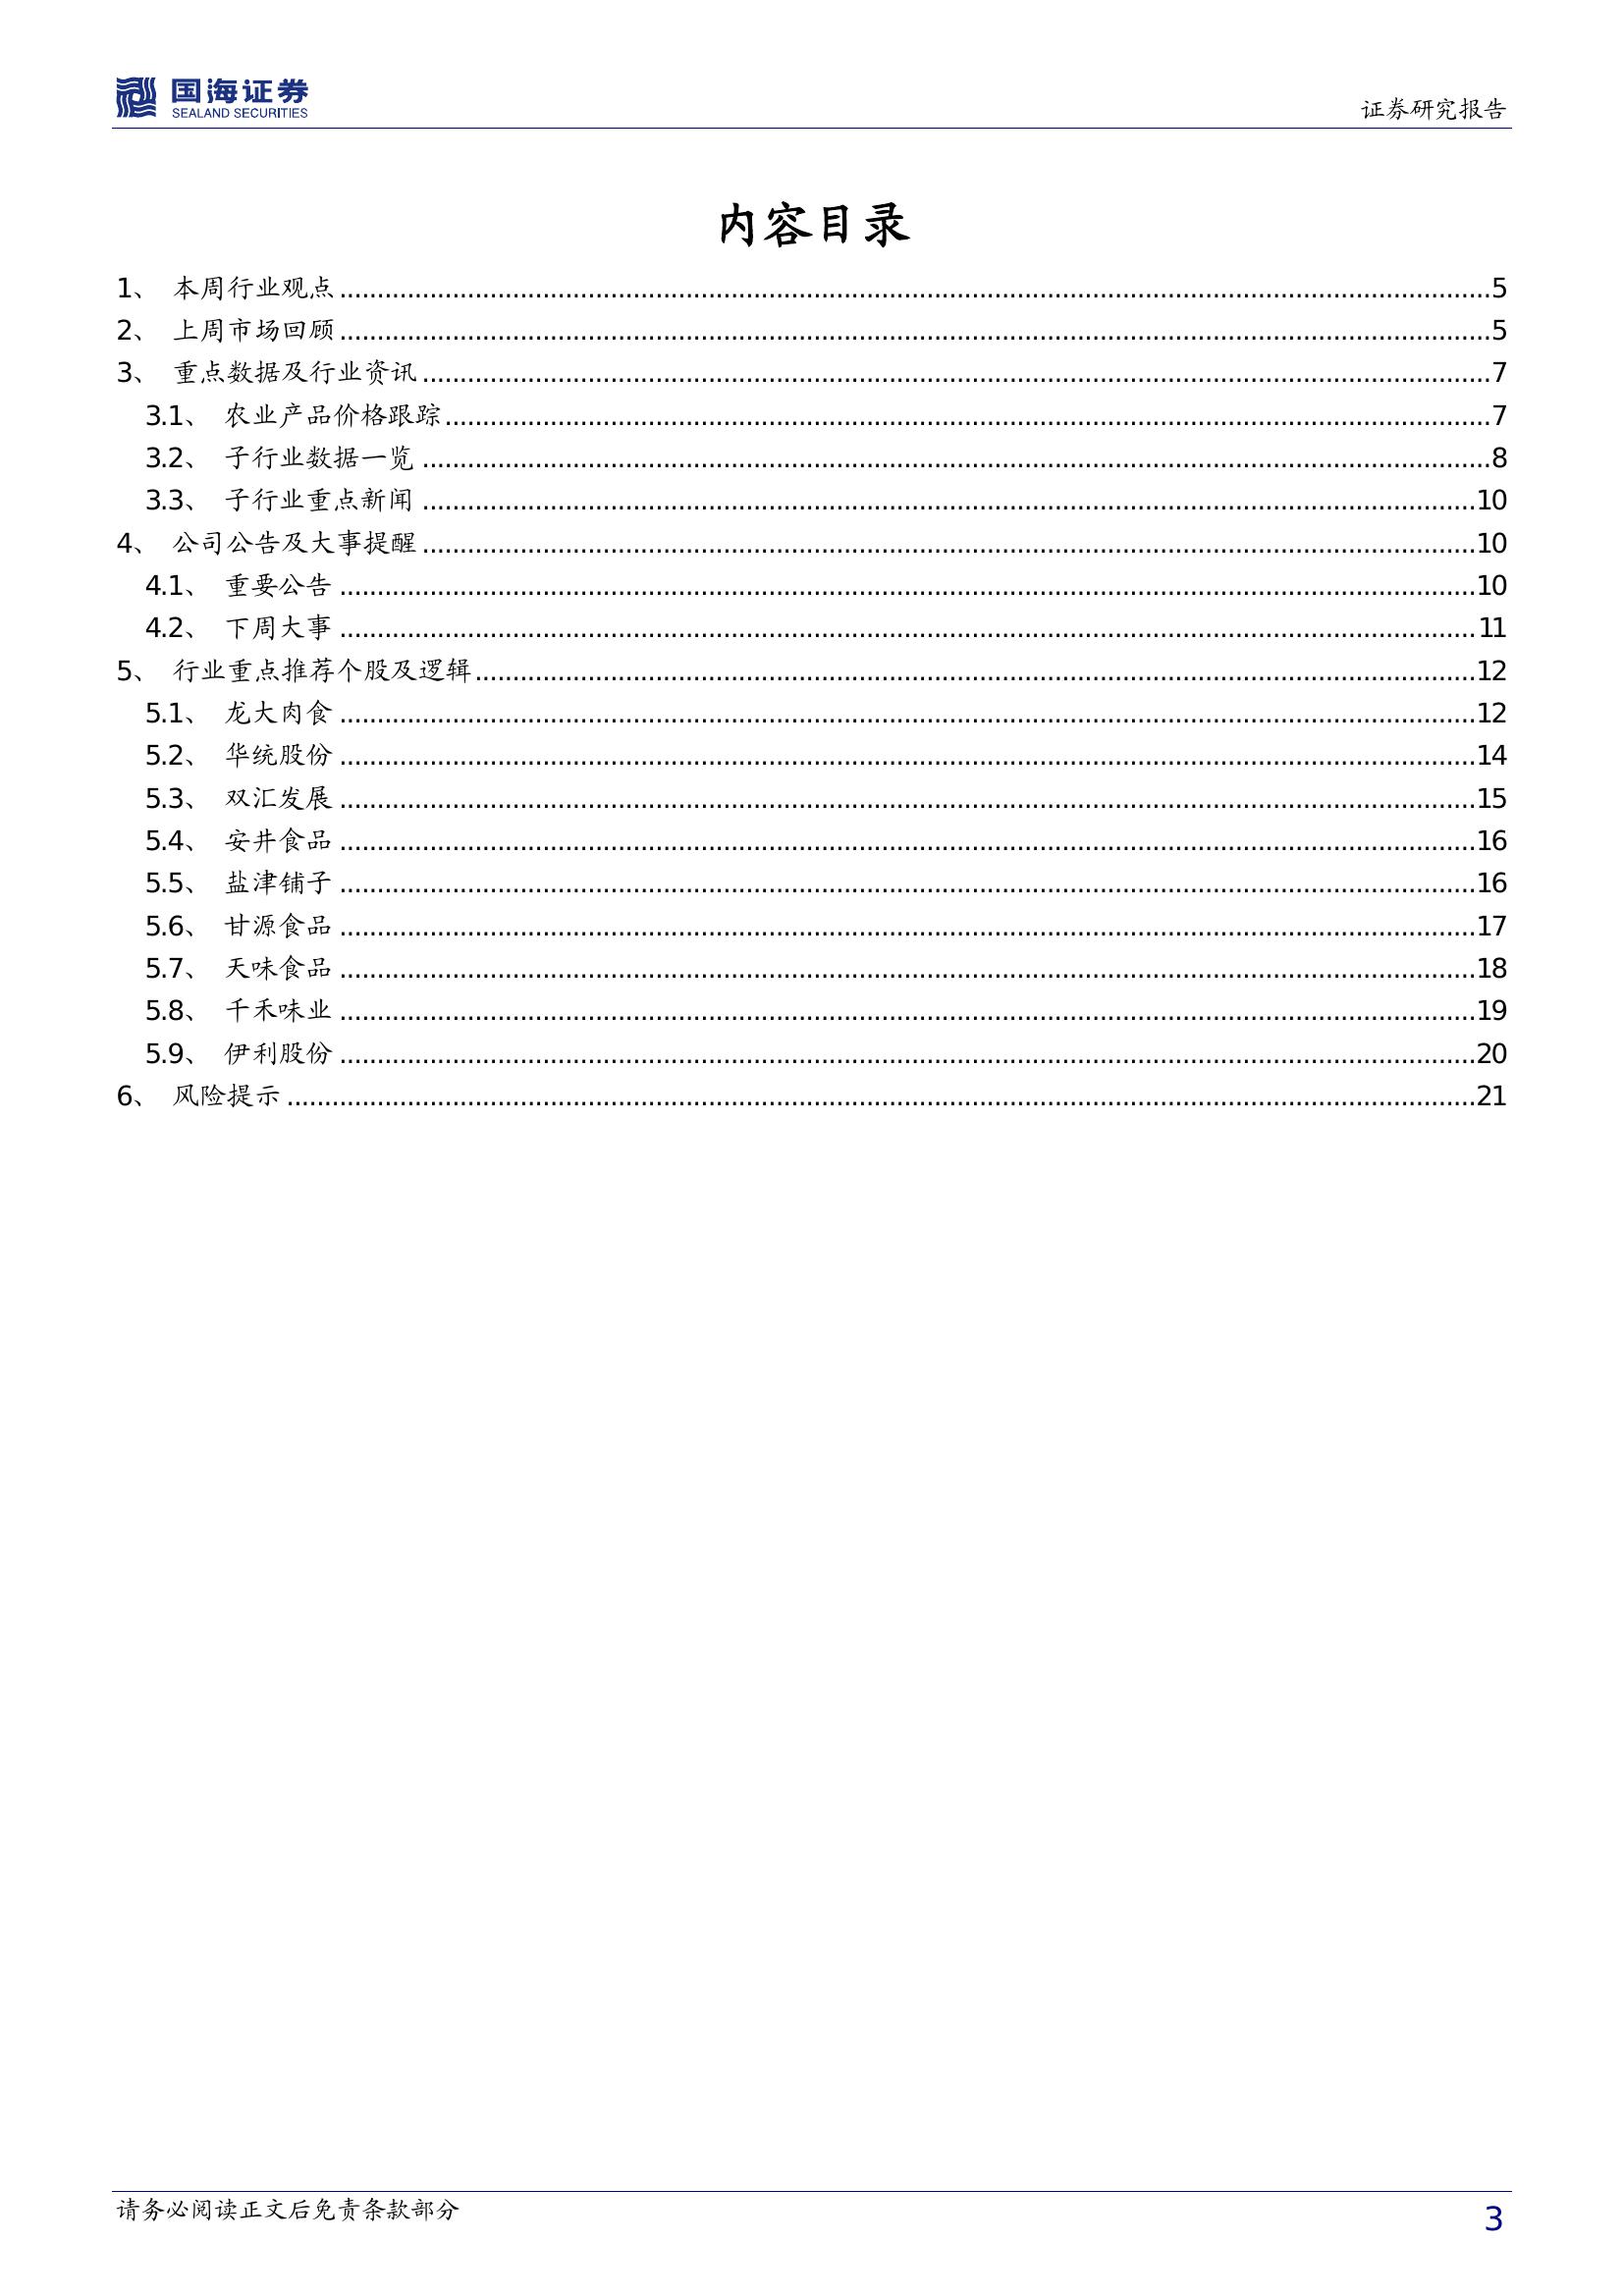 国海证券
SEALAND SECURITIES
证券研究报告
内容目录
1、 本周行业观点........................................5
2、 上周市场回顾........................................5
3、 重点数据及行业资讯........................................7
3.1、 农业产品价格跟踪........................................7
3.2、 子行业数据一览........................................8
3.3、 子行业重点新闻........................................10
4、 公司公告及大事提醒........................................10
4.1、 重要公告........................................10
4.2、 下周大事........................................11
5、 行业重点推荐个股及逻辑........................................12
5.1、 龙大肉食........................................12
5.2、 华统股份........................................14
5.3、 双汇发展........................................15
5.4、 安井食品........................................16
5.5、 盐津铺子........................................16
5.6、 甘源食品........................................17
5.7、 天味食品........................................18
5.8、 千禾味业........................................19
5.9、 伊利股份........................................20
6、 风险提示........................................21
请务必阅读正文后免责条款部分
3